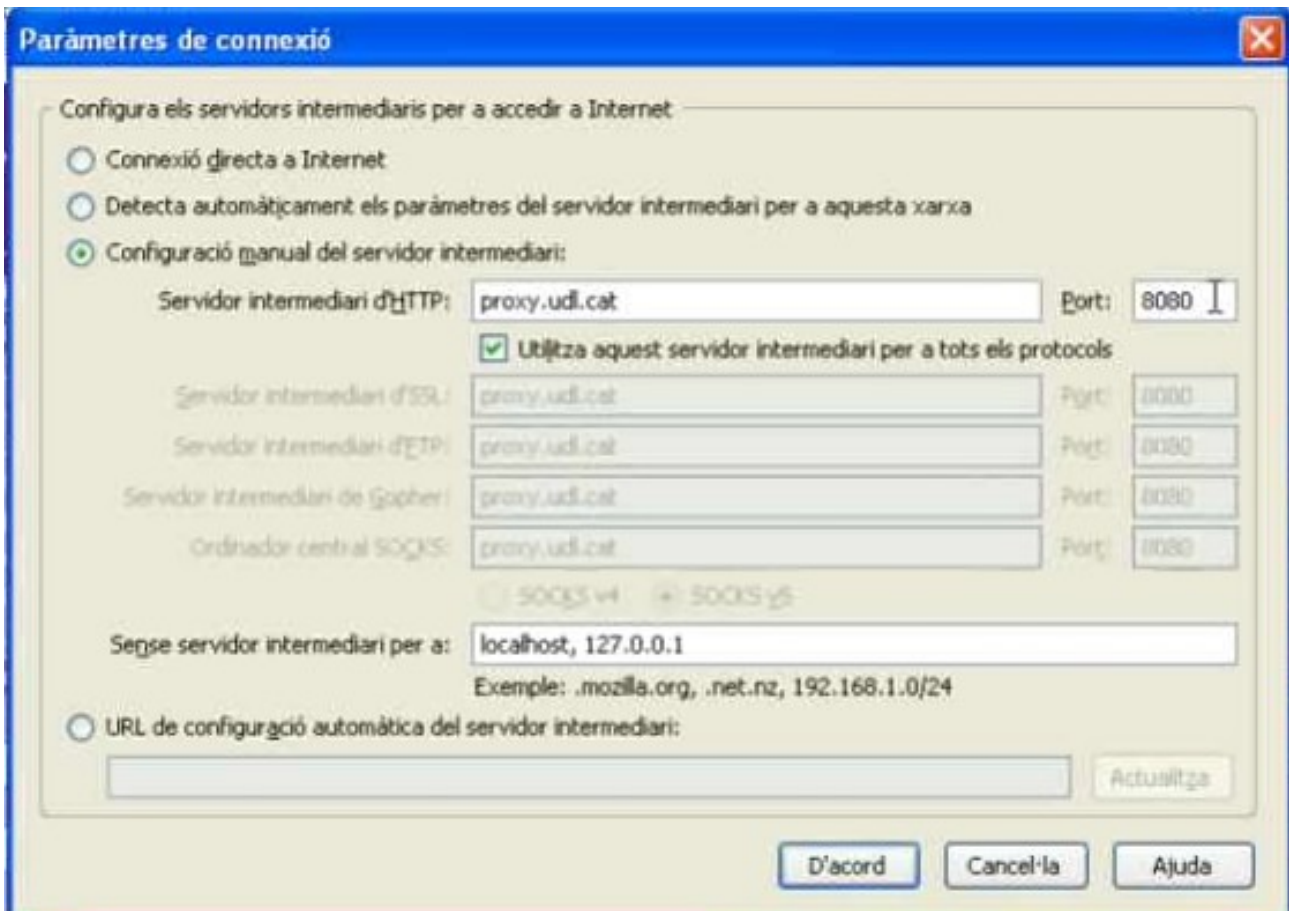 Paràmetres de connexió
Configura els servidors intermediaris per a accedir a Internet
Connexió directa a Internet
Detecta automàticament els paràmetres del servidor intermediari per a aquesta xarxa
Configuració manual del servidor intermediari:
Servidor intermediari d'HTTP: proxy.udl.cat Port: 8080
Utilitza aquest servidor intermediari per a tots els protocols
Servidor intermediari d'SSL: proxy.udl.cat Port: 8080
Servidor intermediari d'FTP: proxy.udl.cat Port: 8080
Servidor intermediari de Gopher: proxy.udl.cat Port: 8080
Ordinador central SOCKS: proxy.udl.cat Port: 8080
SOCKS v4 SOCKS v5
Sense servidor intermediari per a: localhost, 127.0.0.1
Exemple: .mozilla.org, .net.nz, 192.168.1.0/24
URL de configuració automàtica del servidor intermediari:
Actualitza
D'acord Cancel·la Ajuda